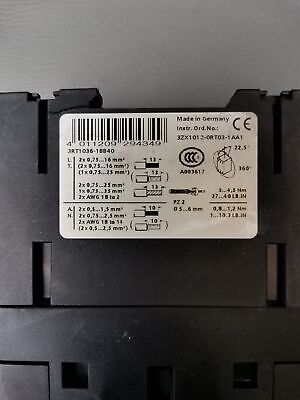 Made in Germany
Instr. Ord.No.:
3ZX1012-0RT03-1AA1
4 011209 294349
3RT1036-1BB40
L. 2x 0,75...16 mm² 13
T. 2x 0,75...16 mm²
(1x 0,75...25 mm²) 13
2x 0,75...25 mm²
1x 0,75...35 mm² 13
2x AWG 18 to 2
CCC
A003617
22,5°
360°
PZ 2
Ø 5...6 mm
3...4,5 Nm
27...40 LB.IN
A. 2x 0,5...1,5 mm² 10
N. 2x 0,5...2,5 mm²
2x AWG 18 to 14 10
(2x 0,5...2,5 mm²)
0,8...1,2 Nm
7...10.3 LB.IN